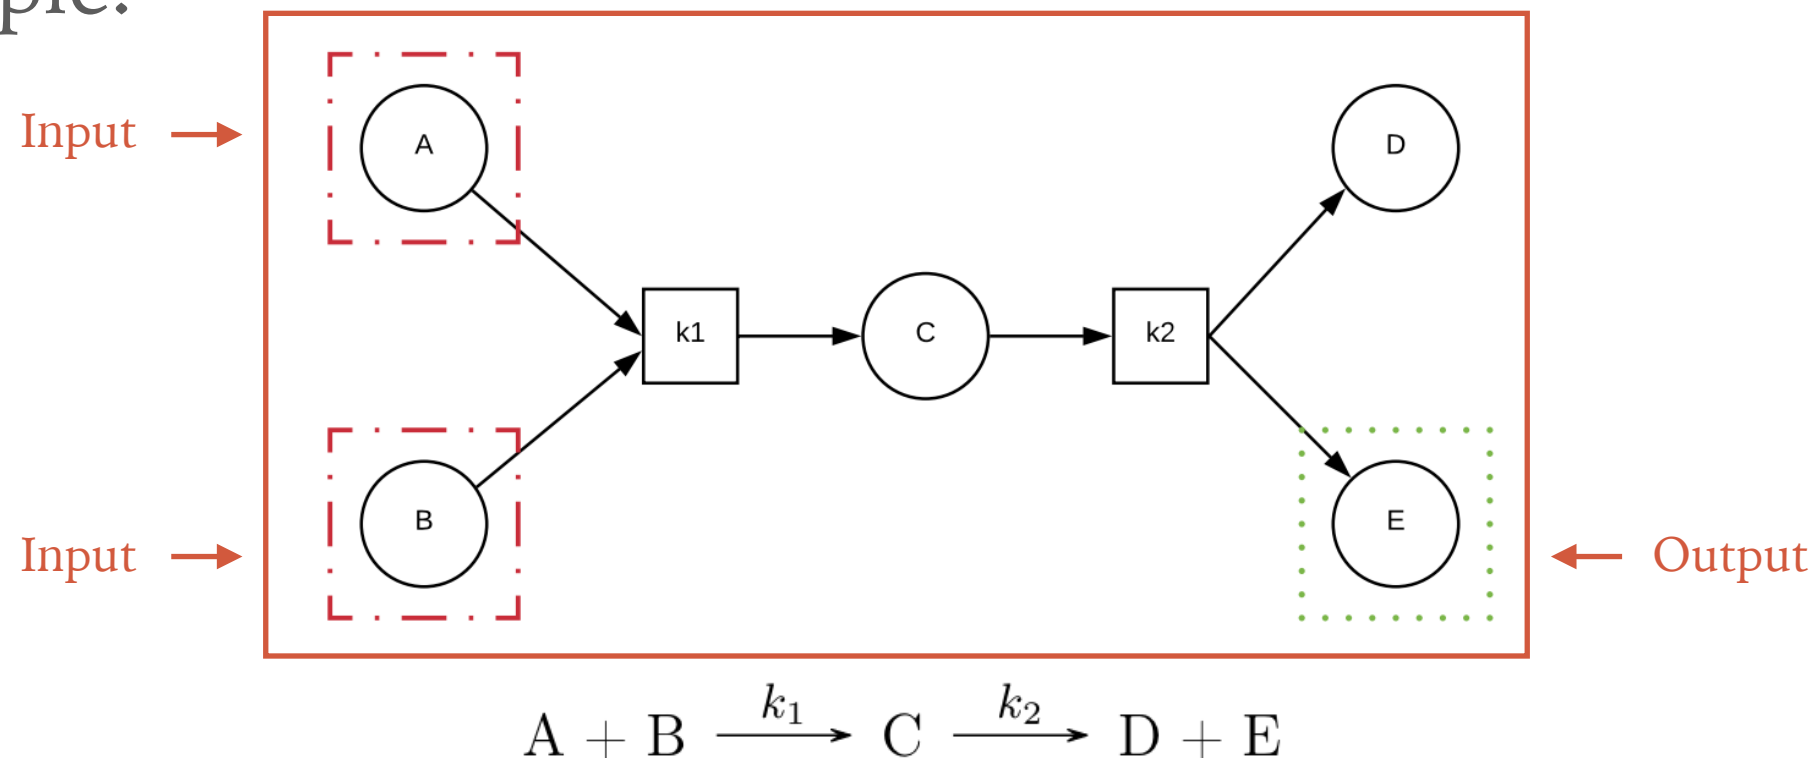 Input
A
D
k1
C
k2
B
E
Input
Output
A + B k₁ → C k₂ → D + E